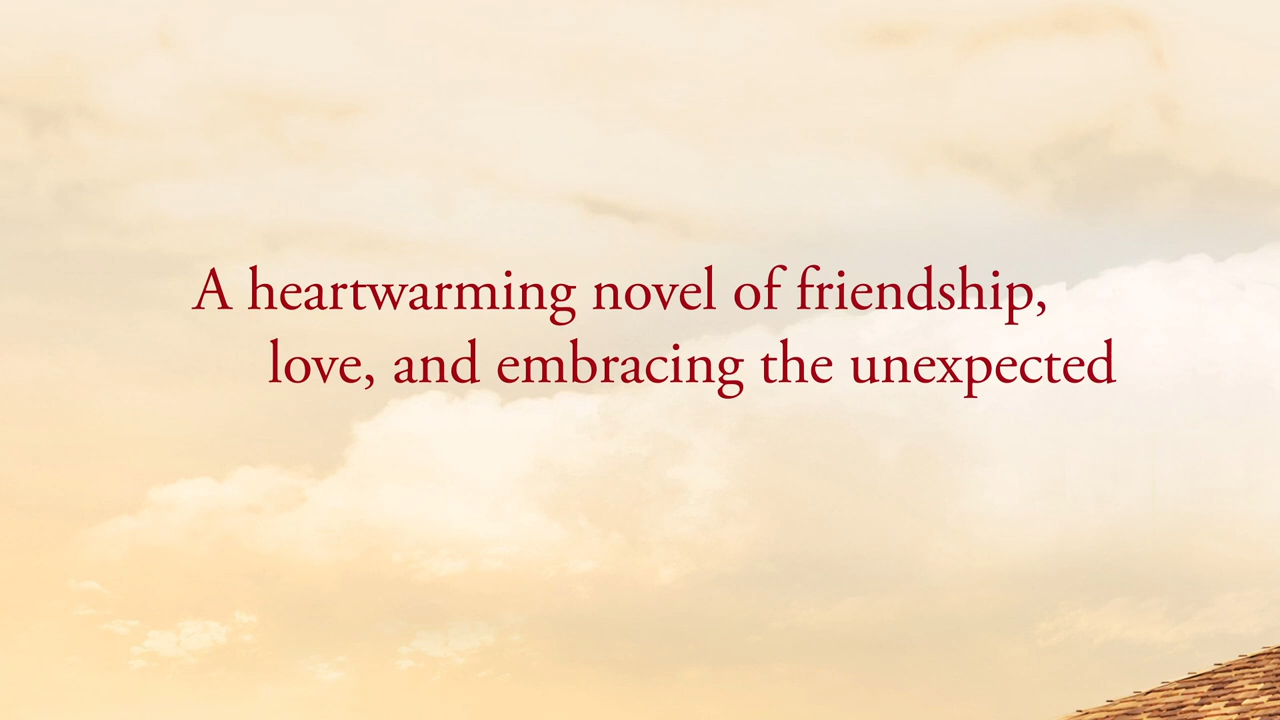 A heartwarming novel of friendship,
love, and embracing the unexpected